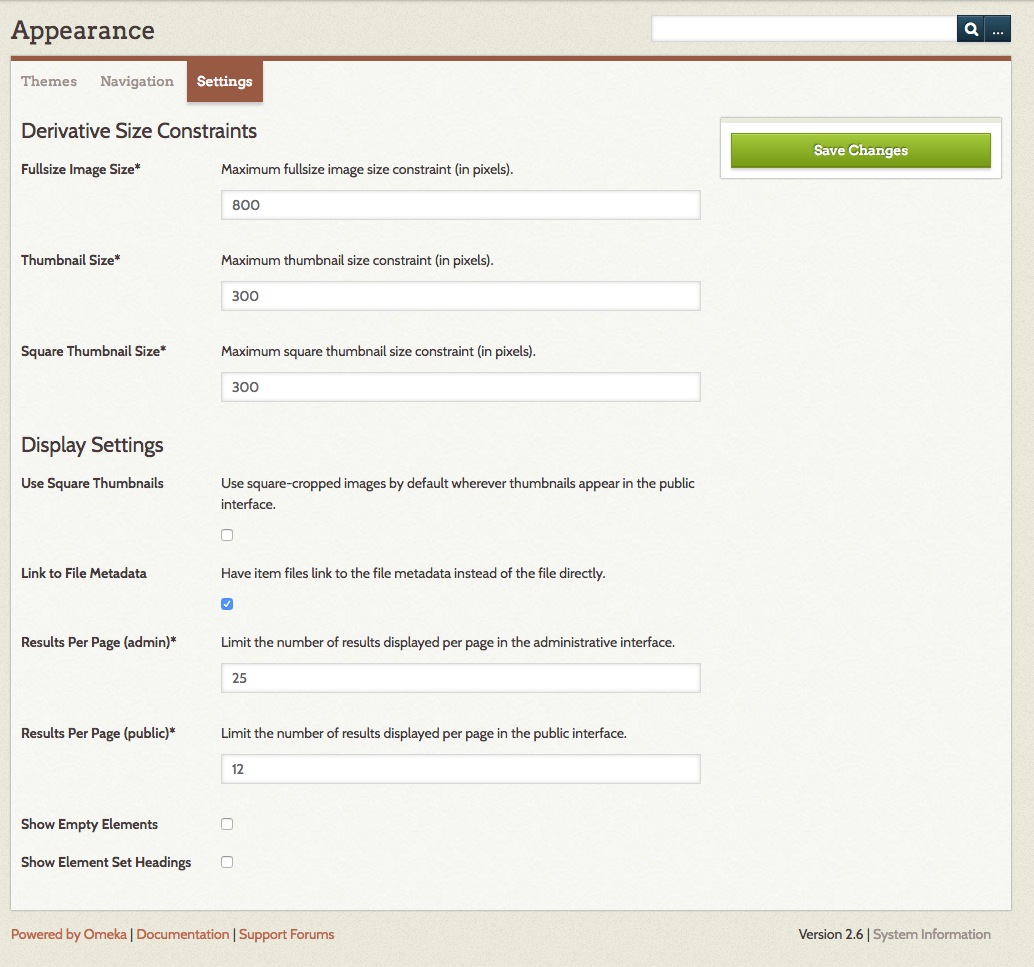 Appearance
...
Themes Navigation Settings
Derivative Size Constraints
Save Changes
Fullsize Image Size* Maximum fullsize image size constraint (in pixels).
800
Thumbnail Size* Maximum thumbnail size constraint (in pixels).
300
Square Thumbnail Size* Maximum square thumbnail size constraint (in pixels).
300
Display Settings
Use Square Thumbnails Use square-cropped images by default wherever thumbnails appear in the public
interface.
Link to File Metadata Have item files link to the file metadata instead of the file directly.
Results Per Page (admin)* Limit the number of results displayed per page in the administrative interface.
25
Results Per Page (public)* Limit the number of results displayed per page in the public interface.
12
Show Empty Elements
Show Element Set Headings
Powered by Omeka | Documentation | Support Forums Version 2.6 | System Information